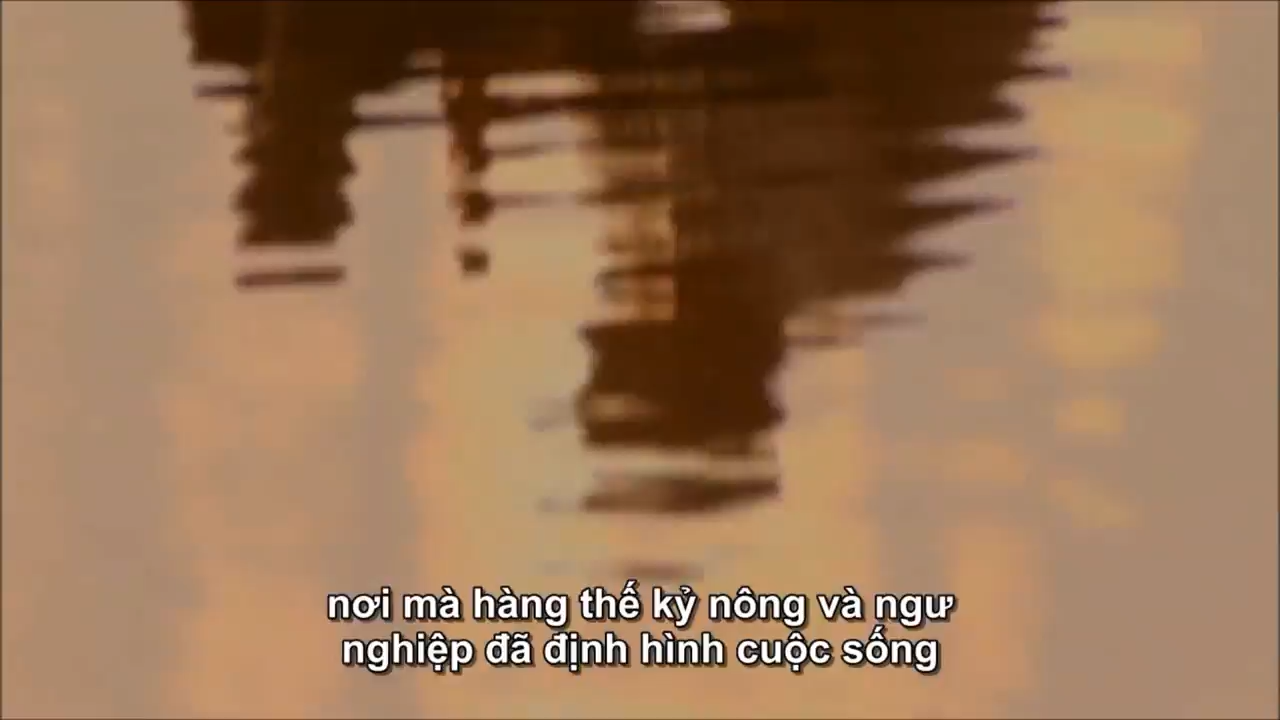 nơi mà hàng thế kỷ nông và ngư
nghiệp đã định hình cuộc sống